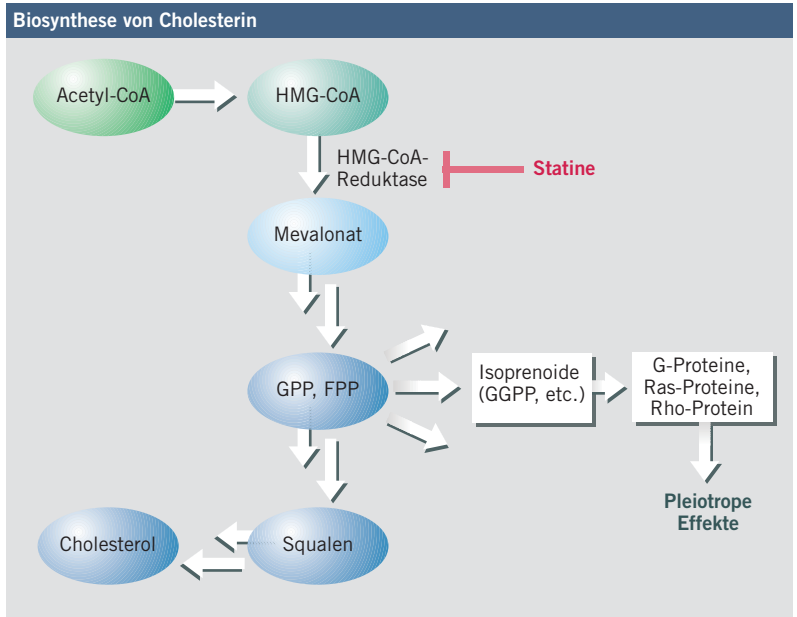 Biosynthese von Cholesterin
Acetyl-CoA
HMG-CoA
HMG-CoA-
Reduktase
Statine
Mevalonat
GPP, FPP
Isoprenoide
(GGPP, etc.)
G-Proteine,
Ras-Proteine,
Rho-Protein
Pleiotrope
Effekte
Cholesterol
Squalen